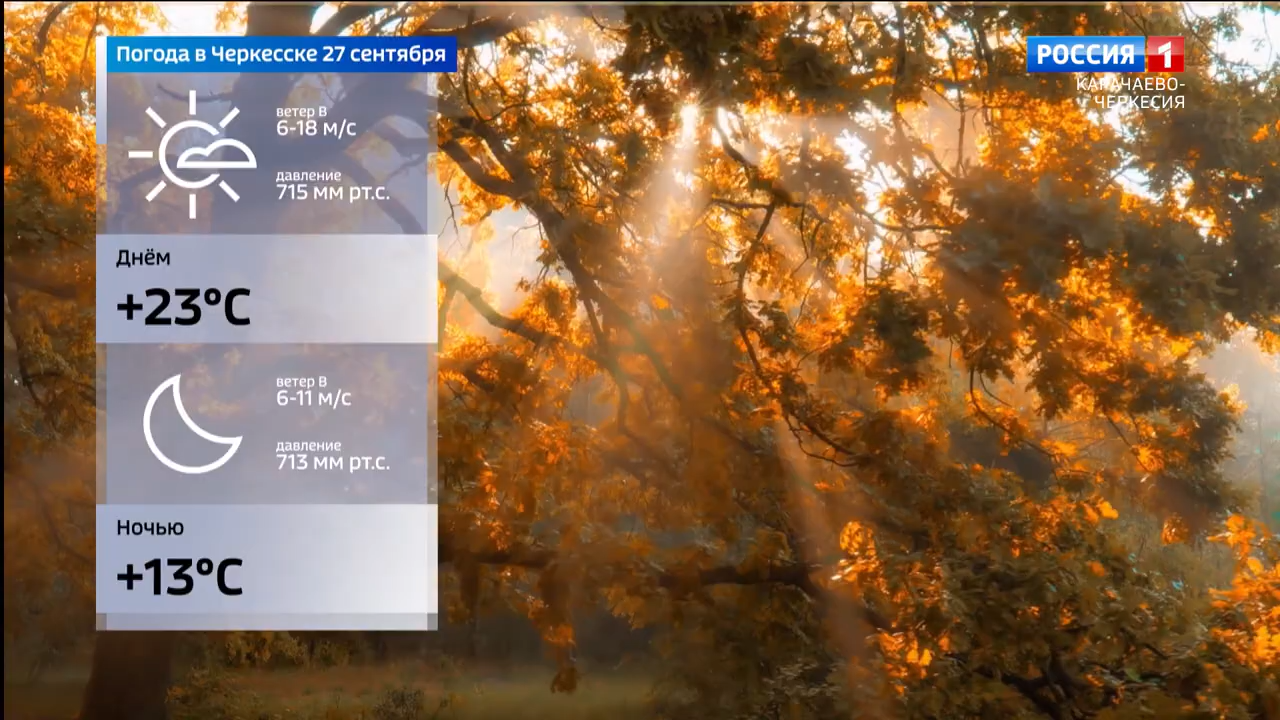 Погода в Черкесске 27 сентября
РОССИЯ 1
КАРАЧАЕВО-
ЧЕРКЕСИЯ
ветер В
6-18 м/с
давление
715 мм рт.с.
Днём
+23°C
ветер В
6-11 м/с
давление
713 мм рт.с.
Ночью
+13°C